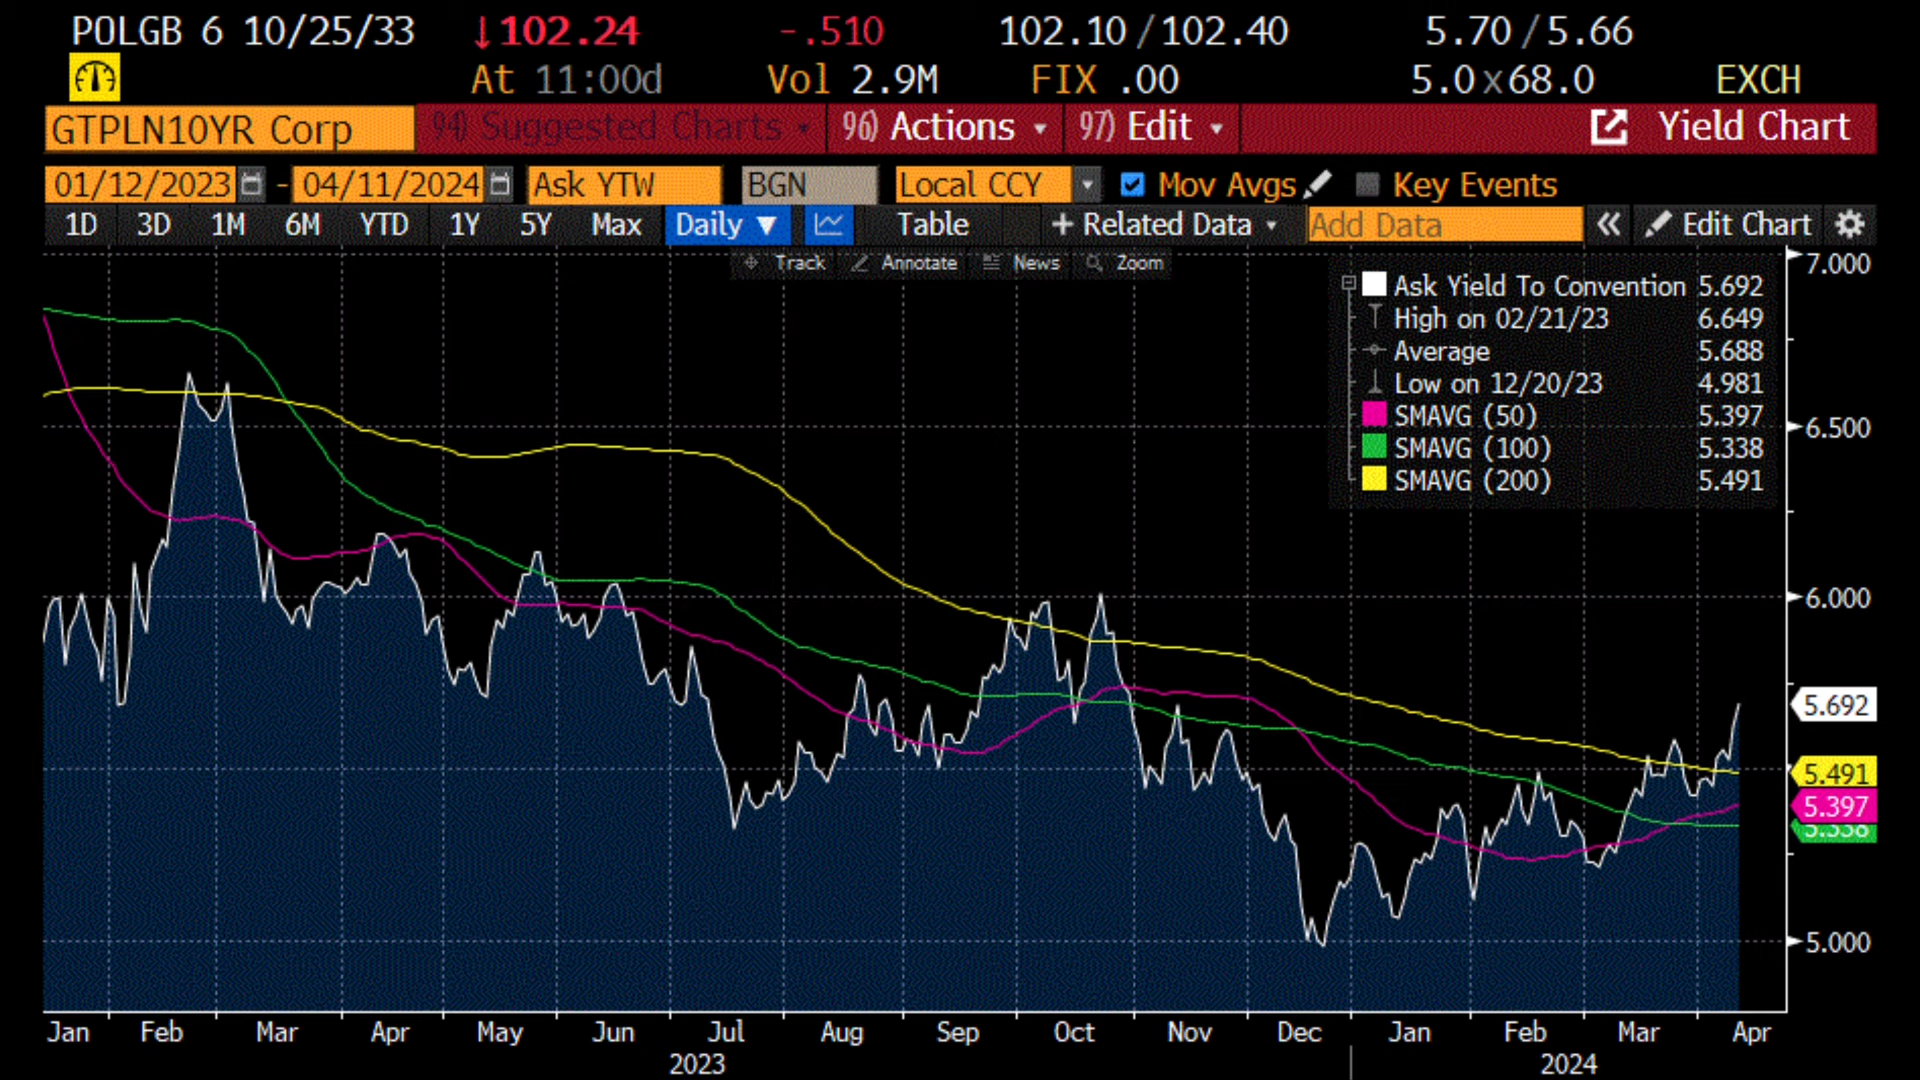 POLGB 6 10/25/33 ↓102.24 -.510 102.10/102.40 5.70/5.66
At 11:00d Vol 2.9M FIX .00 5.0x68.0 EXCH
GTPLN10YR Corp 94) Suggested Charts 96) Actions 97) Edit Yield Chart
01/12/2023 - 04/11/2024 Ask YTW BGN Local CCY Mov Avgs Key Events
1D 3D 1M 6M YTD 1Y 5Y Max Daily ▼ Table + Related Data Add Data « Edit Chart
Track Annotate News Zoom
7.000
Ask Yield To Convention 5.692
High on 02/21/23 6.649
Average 5.688
Low on 12/20/23 4.981
SMAVG (50) 5.397
SMAVG (100) 5.338
SMAVG (200) 5.491
6.500
6.000
5.692
5.491
5.397
5.338
5.000
Jan Feb Mar Apr May Jun Jul Aug Sep Oct Nov Dec Jan Feb Mar Apr
2023 2024